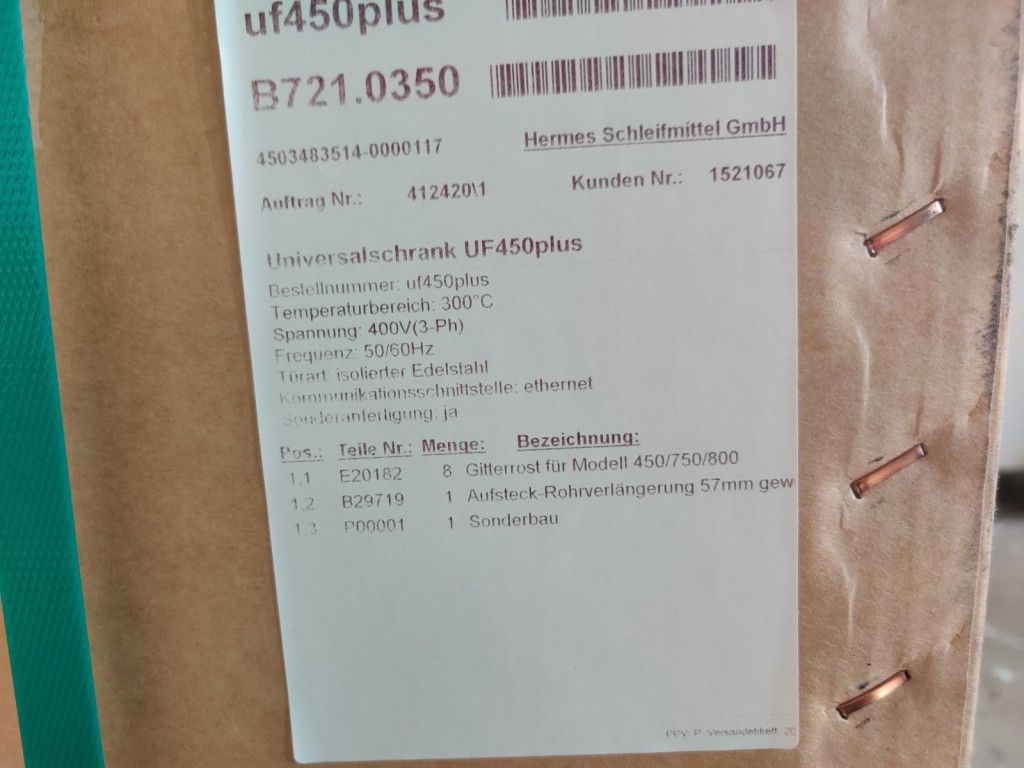 uf450plus
B721.0350
4503483514-0000117 Hermes Schleifmittel GmbH
Auftrag Nr.: 412420\1 Kunden Nr.: 1521067
Universalschrank UF450plus
Bestellnummer: uf450plus
Temperaturbereich: 300°C
Spannung: 400V(3-Ph)
Frequenz: 50/60Hz
Türart: isolierter Edelstahl
Kommunikationsschnittstelle: ethernet
Sonderanfertigung: ja
Pos.: Teile Nr.: Menge: Bezeichnung:
1.1 E20182 8 Gitterrost für Modell 450/750/800
1.2 B29719 1 Aufsteck-Rohrverlängerung 57mm gew
1.3 P00001 1 Sonderbau
PPV P Versandetikett 20